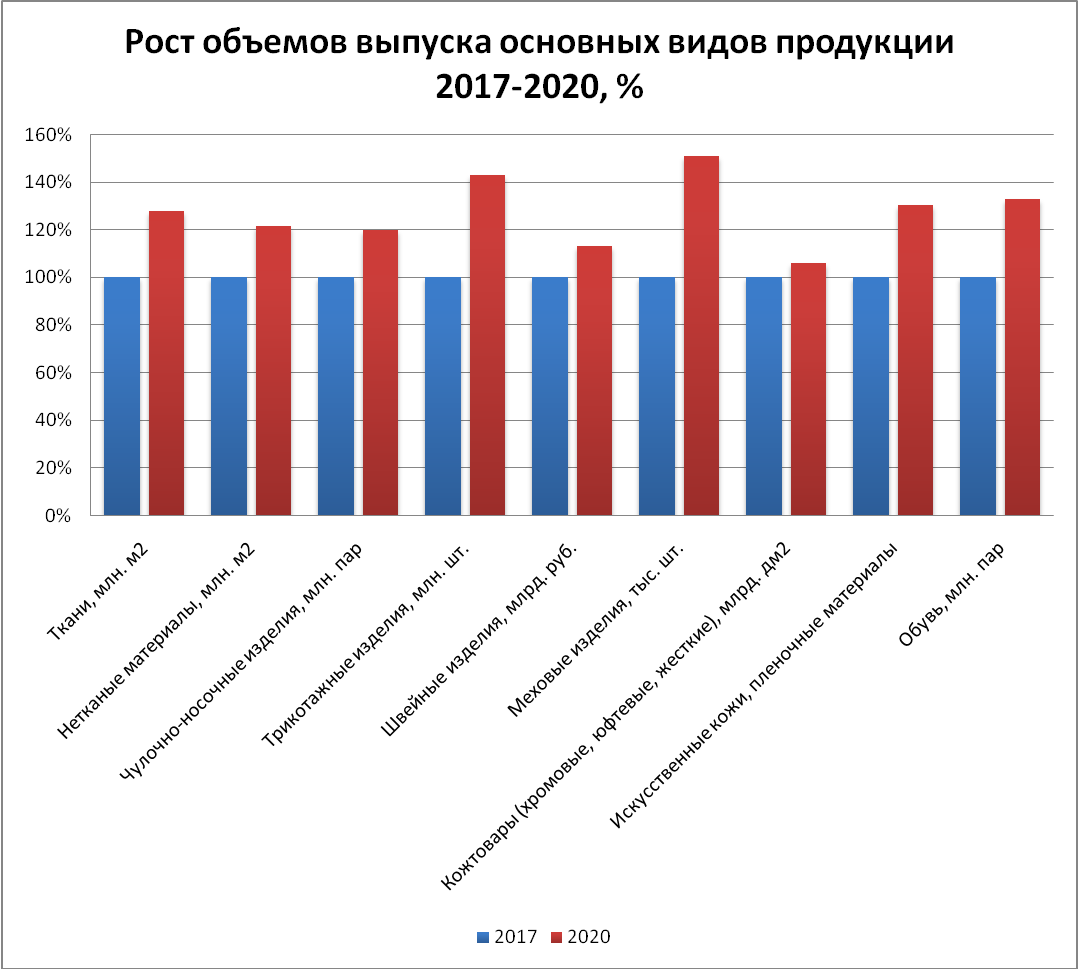 Рост объемов выпуска основных видов продукции
2017-2020, %
160%
140%
120%
100%
80%
60%
40%
20%
0%
Ткани, млн. м2
Нетканые материалы, млн. м2
Чулочно-носочные изделия, млн. пар
Трикотажные изделия, млн. шт.
Швейные изделия, млрд. руб.
Меховые изделия, тыс. шт.
Кожтовары (хромовые, юфтевые, жесткие), млрд. дм2
Искусственные кожи, пленочные материалы
Обувь, млн. пар
2017
2020